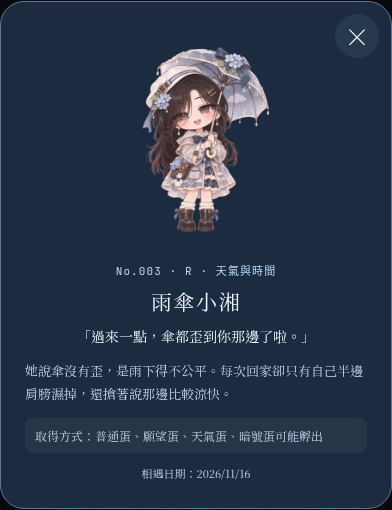 No.003 · R · 天氣與時間
雨傘小湘
「過來一點，傘都歪到你那邊了啦。」
她說傘沒有歪，是雨下得不公平。每次回家卻只有自己半邊
肩膀濕掉，還搶著說那邊比較涼快。
取得方式：普通蛋、願望蛋、天氣蛋、暗號蛋可能孵出
相遇日期：2026/11/16